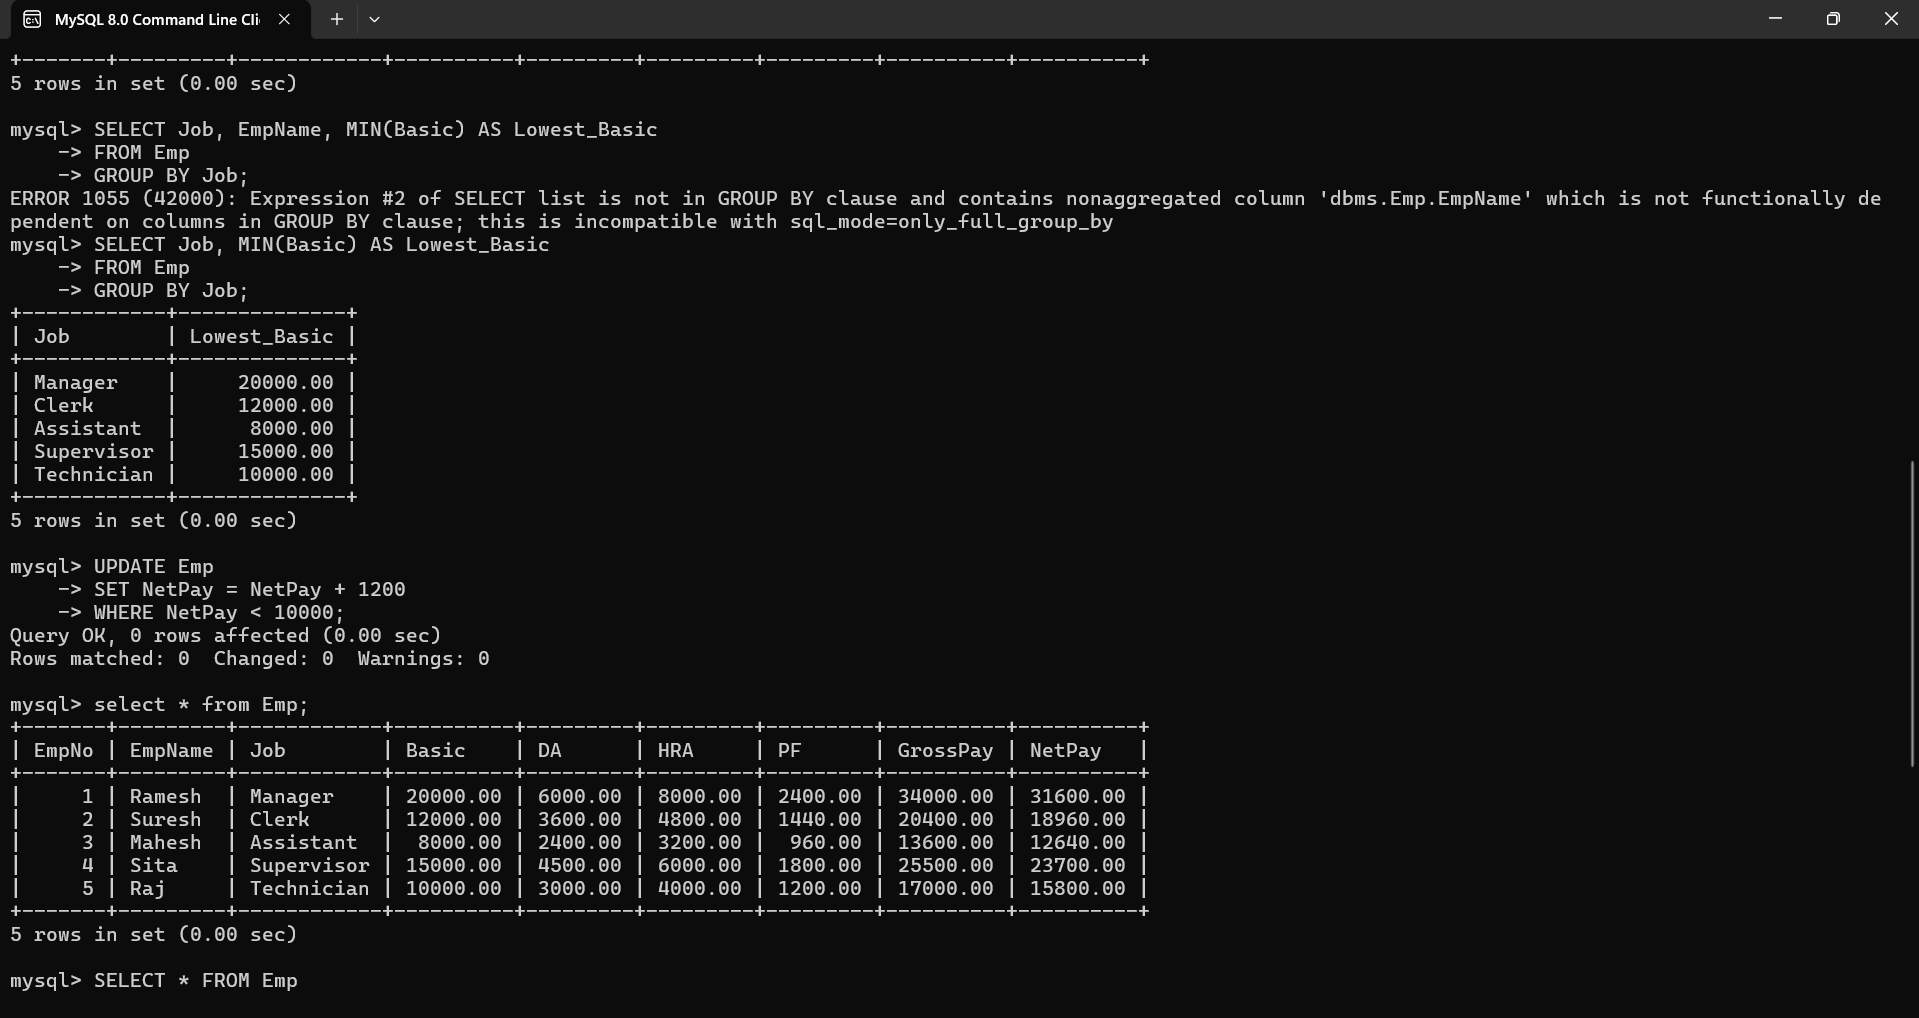 MySQL 8.0 Command Line Cli
+-------+---------+------------+----------+---------+---------+---------+----------+----------+
5 rows in set (0.00 sec)
mysql> SELECT Job, EmpName, MIN(Basic) AS Lowest_Basic
    -> FROM Emp
    -> GROUP BY Job;
ERROR 1055 (42000): Expression #2 of SELECT list is not in GROUP BY clause and contains nonaggregated column 'dbms.Emp.EmpName' which is not functionally de
pendent on columns in GROUP BY clause; this is incompatible with sql_mode=only_full_group_by
mysql> SELECT Job, MIN(Basic) AS Lowest_Basic
    -> FROM Emp
    -> GROUP BY Job;
+------------+--------------+
| Job        | Lowest_Basic |
+------------+--------------+
| Manager    |     20000.00 |
| Clerk      |     12000.00 |
| Assistant  |      8000.00 |
| Supervisor |     15000.00 |
| Technician |     10000.00 |
+------------+--------------+
5 rows in set (0.00 sec)
mysql> UPDATE Emp
    -> SET NetPay = NetPay + 1200
    -> WHERE NetPay < 10000;
Query OK, 0 rows affected (0.00 sec)
Rows matched: 0  Changed: 0  Warnings: 0
mysql> select * from Emp;
+-------+---------+------------+----------+---------+---------+---------+----------+----------+
| EmpNo | EmpName | Job        | Basic    | DA      | HRA     | PF      | GrossPay | NetPay   |
+-------+---------+------------+----------+---------+---------+---------+----------+----------+
|     1 | Ramesh  | Manager    | 20000.00 | 6000.00 | 8000.00 | 2400.00 | 34000.00 | 31600.00 |
|     2 | Suresh  | Clerk      | 12000.00 | 3600.00 | 4800.00 | 1440.00 | 20400.00 | 18960.00 |
|     3 | Mahesh  | Assistant  |  8000.00 | 2400.00 | 3200.00 |  960.00 | 13600.00 | 12640.00 |
|     4 | Sita    | Supervisor | 15000.00 | 4500.00 | 6000.00 | 1800.00 | 25500.00 | 23700.00 |
|     5 | Raj     | Technician | 10000.00 | 3000.00 | 4000.00 | 1200.00 | 17000.00 | 15800.00 |
+-------+---------+------------+----------+---------+---------+---------+----------+----------+
5 rows in set (0.00 sec)
mysql> SELECT * FROM Emp